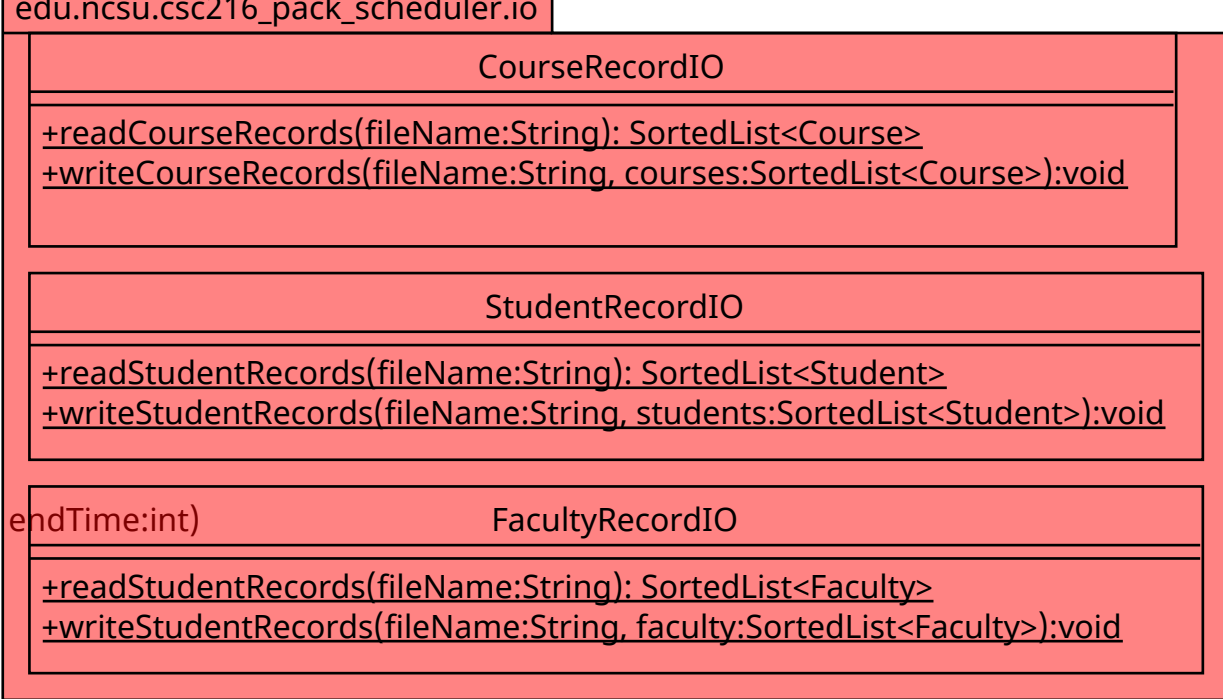 edu.ncsu.csc216_pack_scheduler.io
CourseRecordIO
+readCourseRecords(fileName:String): SortedList<Course>
+writeCourseRecords(fileName:String, courses:SortedList<Course>):void
StudentRecordIO
+readStudentRecords(fileName:String): SortedList<Student>
+writeStudentRecords(fileName:String, students:SortedList<Student>):void
endTime:int)
FacultyRecordIO
+readStudentRecords(fileName:String): SortedList<Faculty>
+writeStudentRecords(fileName:String, faculty:SortedList<Faculty>):void